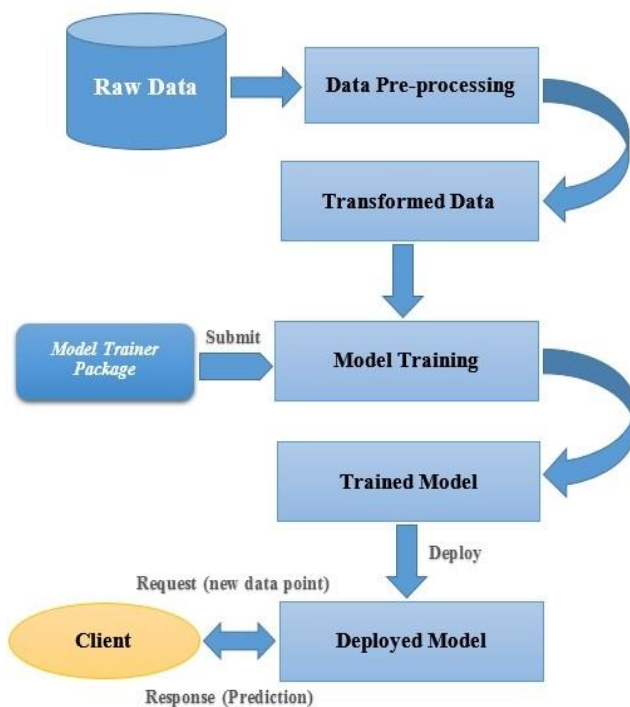 Raw Data
Data Pre-processing
Transformed Data
Model Trainer
Package
Submit
Model Training
Trained Model
Deploy
Request (new data point)
Client
Deployed Model
Response (Prediction)